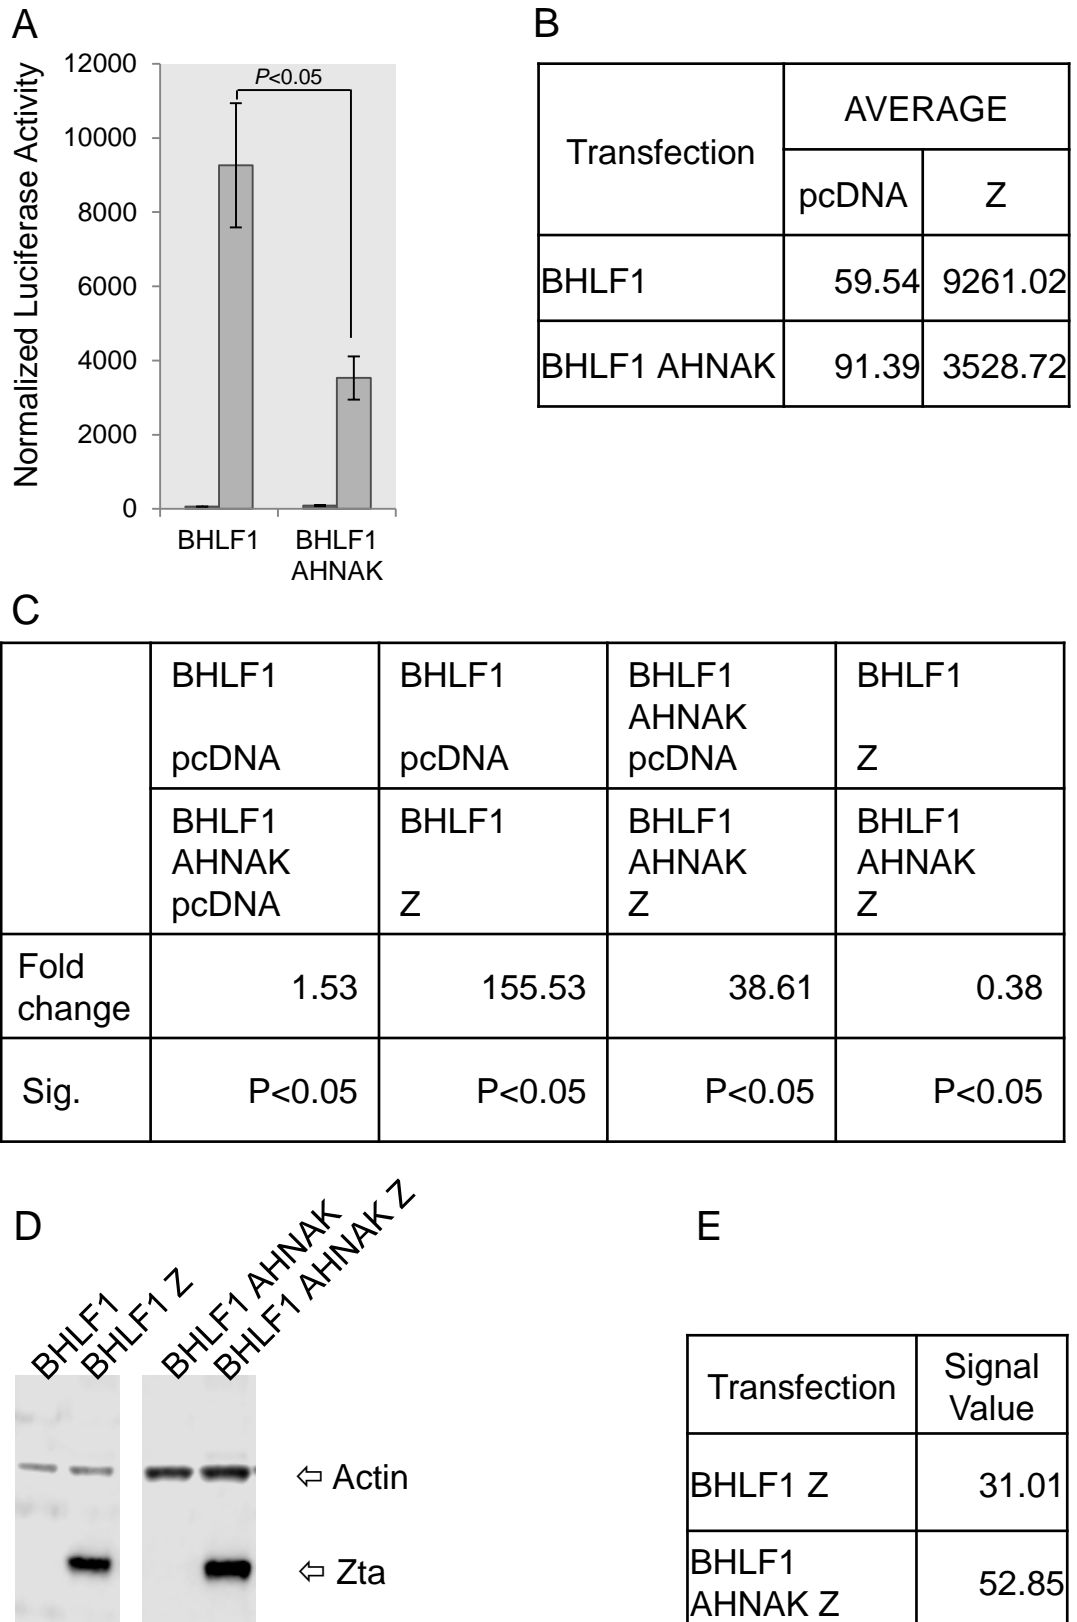 A
Normalized Luciferase Activity
12000
10000
8000
6000
4000
2000
0
P<0.05
BHLF1
BHLF1
AHNAK
B
Transfection
AVERAGE
pcDNA Z
BHLF1 59.54 9261.02
BHLF1 AHNAK 91.39 3528.72
C
BHLF1 BHLF1 BHLF1 BHLF1
AHNAK
pcDNA pcDNA pcDNA Z
BHLF1 BHLF1 BHLF1 BHLF1
AHNAK AHNAK AHNAK
pcDNA Z Z Z
Fold
change 1.53 155.53 38.61 0.38
Sig. P<0.05 P<0.05 P<0.05 P<0.05
D
BHLF1
BHLF1 Z
BHLF1 AHNAK
BHLF1 AHNAK Z
⇦ Actin
⇦ Zta
E
Transfection Signal
Value
BHLF1 Z 31.01
BHLF1
AHNAK Z 52.85